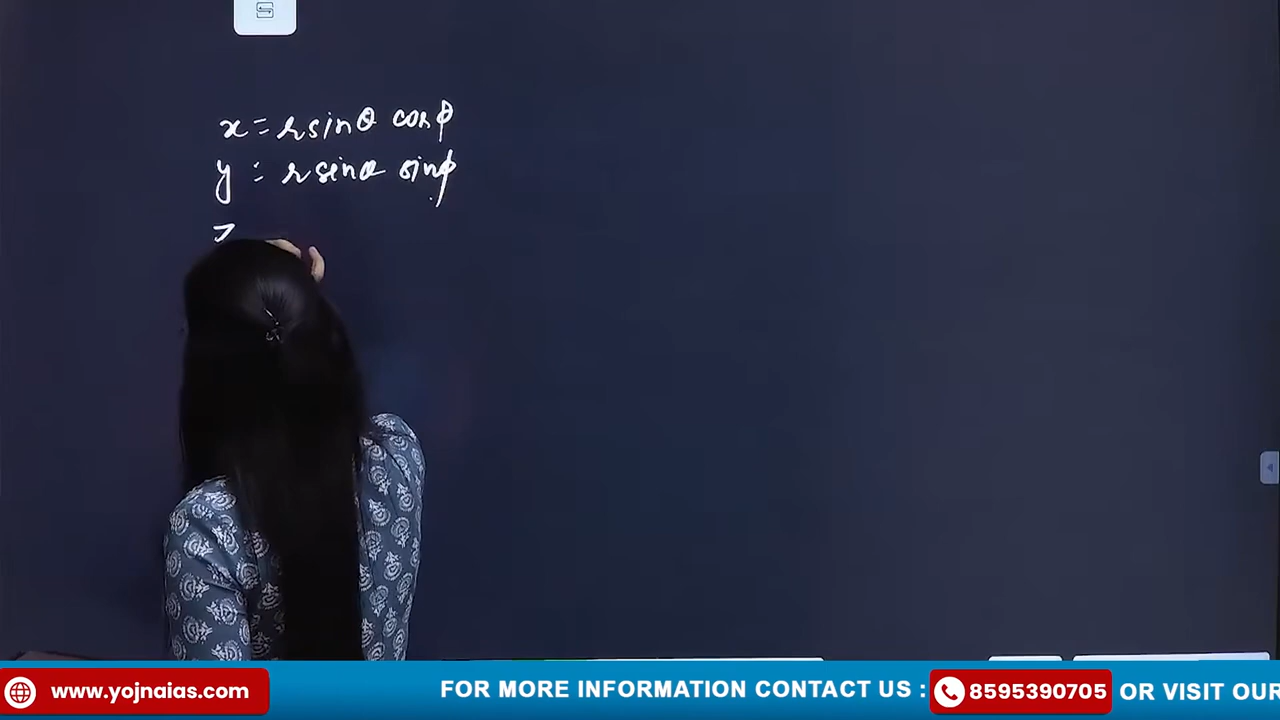 x = r sinθ cosϕ
y = r sinθ sinϕ
z
www.yojnaias.com FOR MORE INFORMATION CONTACT US : 8595390705 OR VISIT OUR